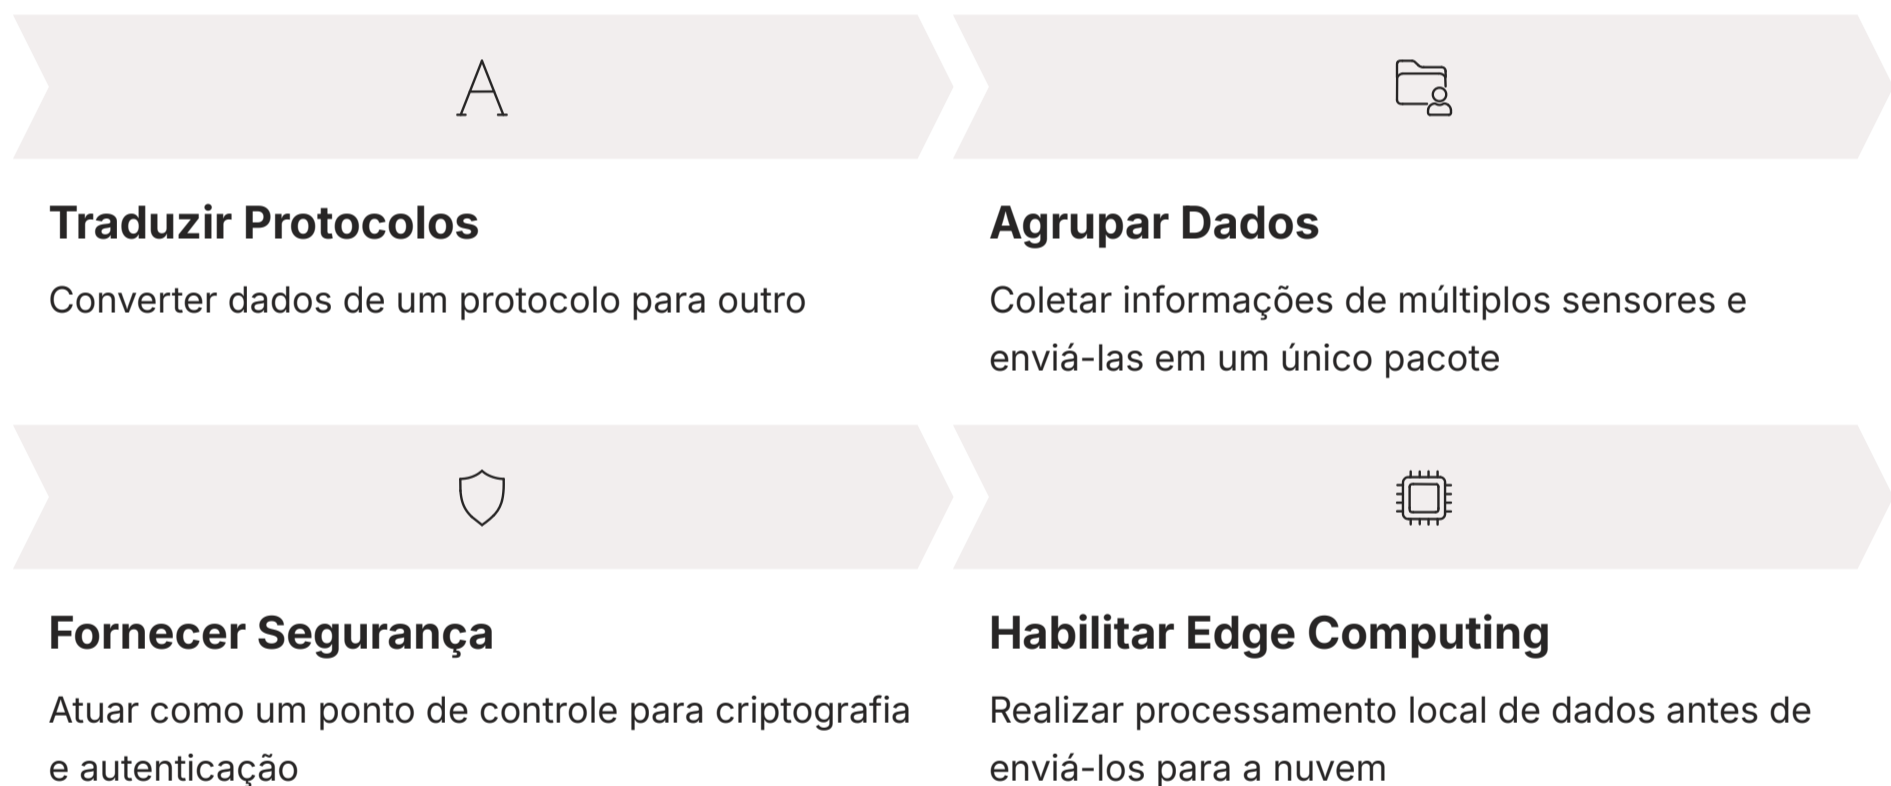 Traduzir Protocolos
Converter dados de um protocolo para outro
Agrupar Dados
Coletar informações de múltiplos sensores e
enviá-las em um único pacote
Fornecer Segurança
Atuar como um ponto de controle para criptografia
e autenticação
Habilitar Edge Computing
Realizar processamento local de dados antes de
enviá-los para a nuvem